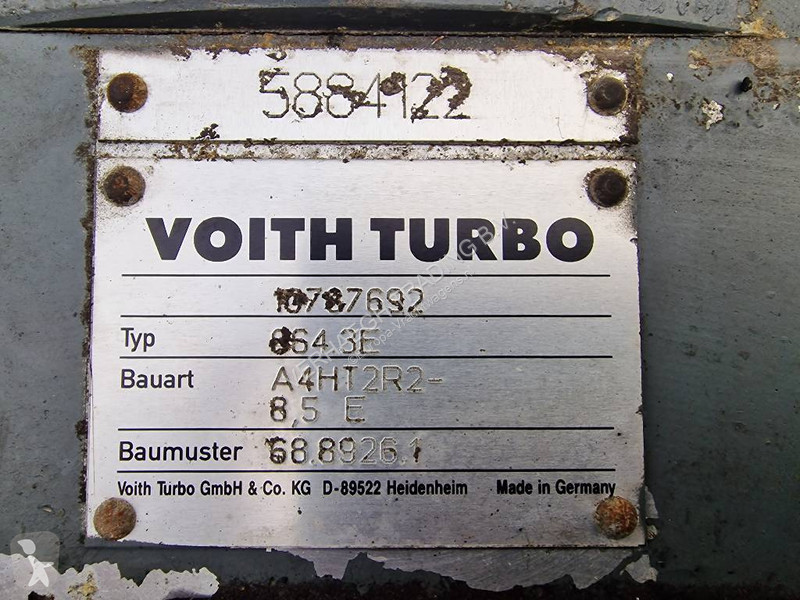 5884122
VOITH TURBO
10787692
Typ 864.3E
Bauart A4HT2R2-
8,5 E
Baumuster 68.8926.1
Voith Turbo GmbH & Co. KG D-89522 Heidenheim Made in Germany